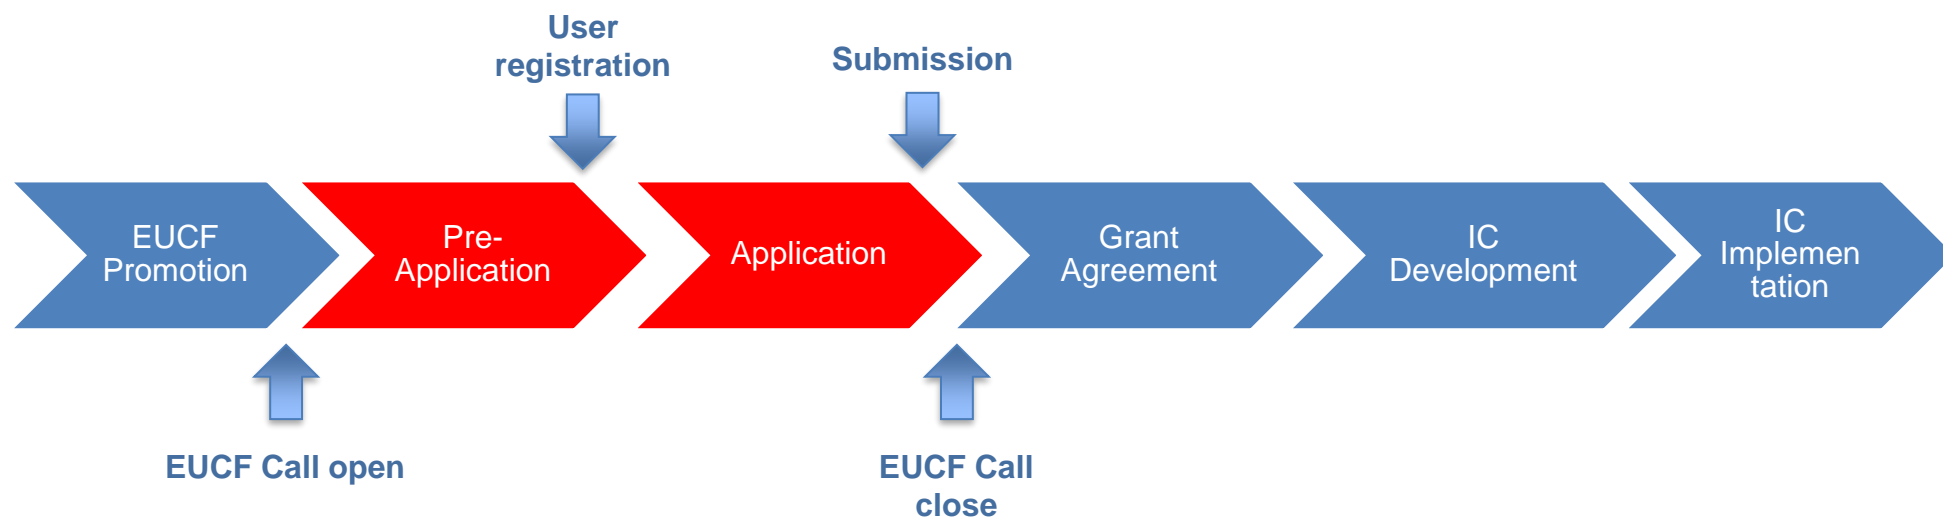 User
registration
Submission
EUCF
Promotion
Pre-
Application
Application
Grant
Agreement
IC
Development
IC
Implemen
tation
EUCF Call open
EUCF Call
close